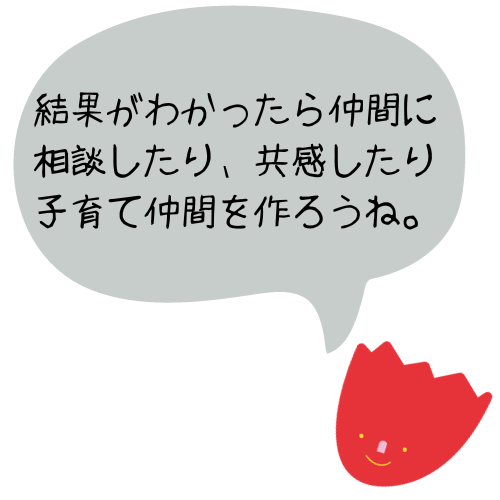 結果がわかったら仲間に
相談したり、共感したり
子育て仲間を作ろうね。